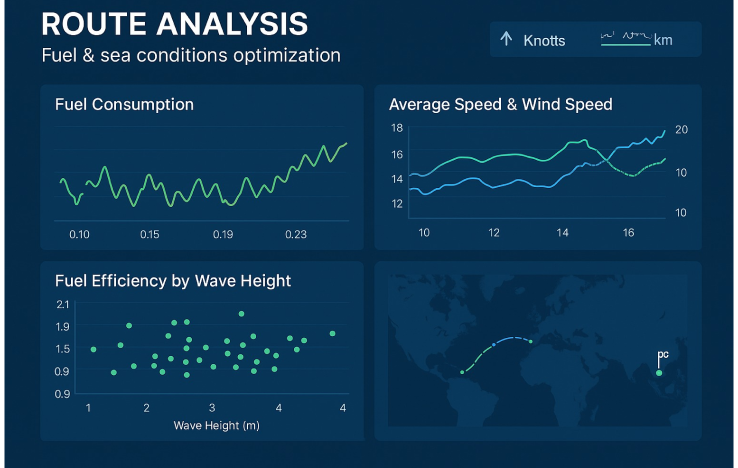 ROUTE ANALYSIS
Fuel & sea conditions optimization
Knotts
km
Fuel Consumption
0.10 0.15 0.19 0.23
Average Speed & Wind Speed
18 20
16
14 10
12 10
10 12 14 16
Fuel Efficiency by Wave Height
2.1
1.9
1.5
0.9
0.9
1 2 3 4 4
Wave Height (m)
pc